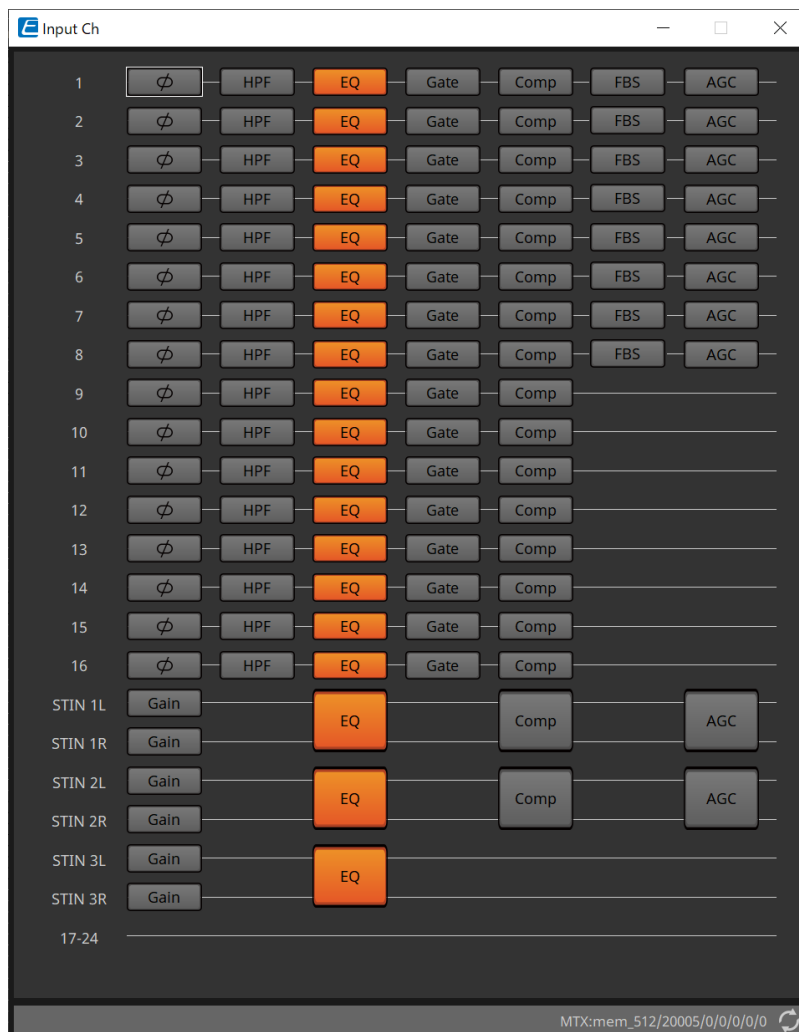 E Input Ch
1 ϕ HPF EQ Gate Comp FBS AGC
2 ϕ HPF EQ Gate Comp FBS AGC
3 ϕ HPF EQ Gate Comp FBS AGC
4 ϕ HPF EQ Gate Comp FBS AGC
5 ϕ HPF EQ Gate Comp FBS AGC
6 ϕ HPF EQ Gate Comp FBS AGC
7 ϕ HPF EQ Gate Comp FBS AGC
8 ϕ HPF EQ Gate Comp FBS AGC
9 ϕ HPF EQ Gate Comp
10 ϕ HPF EQ Gate Comp
11 ϕ HPF EQ Gate Comp
12 ϕ HPF EQ Gate Comp
13 ϕ HPF EQ Gate Comp
14 ϕ HPF EQ Gate Comp
15 ϕ HPF EQ Gate Comp
16 ϕ HPF EQ Gate Comp
STIN 1L Gain
EQ Comp AGC
STIN 1R Gain
STIN 2L Gain
EQ Comp AGC
STIN 2R Gain
STIN 3L Gain
EQ
STIN 3R Gain
17-24
MTX:mem_512/20005/0/0/0/0/0